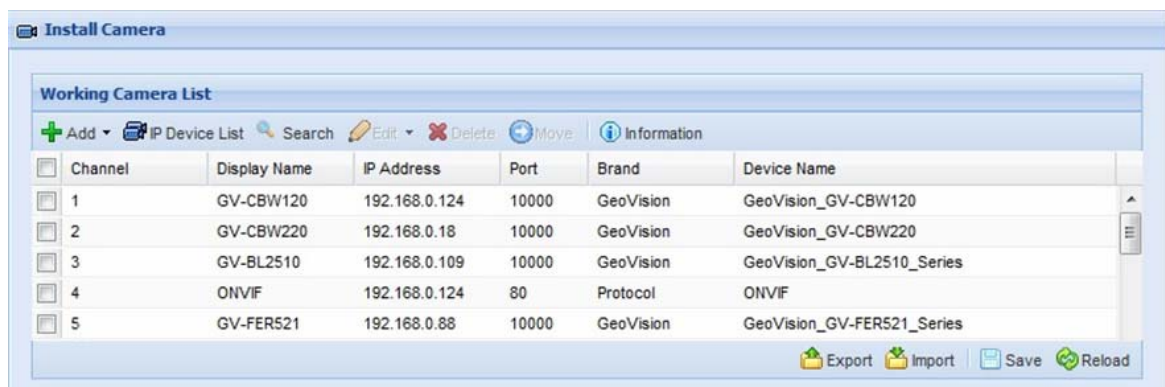 Install Camera
Working Camera List
Add IP Device List Search Edit Delete Move Information
Channel Display Name IP Address Port Brand Device Name
1 GV-CBW120 192.168.0.124 10000 GeoVision GeoVision_GV-CBW120
2 GV-CBW220 192.168.0.18 10000 GeoVision GeoVision_GV-CBW220
3 GV-BL2510 192.168.0.109 10000 GeoVision GeoVision_GV-BL2510_Series
4 ONVIF 192.168.0.124 80 Protocol ONVIF
5 GV-FER521 192.168.0.88 10000 GeoVision GeoVision_GV-FER521_Series
Export Import Save Reload